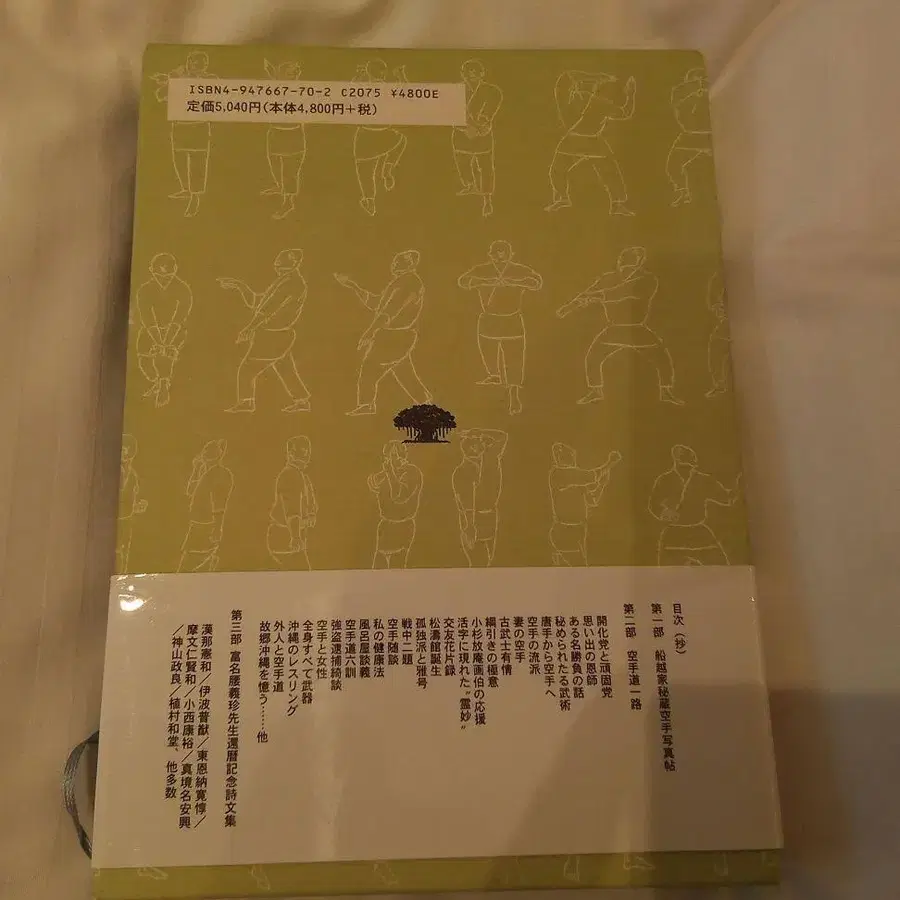 ISBN4-947667-70-2 C2075 ¥4800E
定価5,040円(本体4,800円+税)
目次（抄）
第一部 船越家秘蔵空手写真帖
第二部 空手道一路
開化党と頑固党
思い出の恩師
ある名勝負の話
秘められたる武術
唐手から空手へ
空手の流派
妻の空手
古武士有情
綱引きの極意
小杉放庵画伯の応援
活字に現れた“霊妙”
交友花片録
松濤館誕生
孤独派と雅号
戦中二題
空手随談
私の健康法
風呂屋談義
空手道六訓
強盗逮捕綺談
空手と女性
全身すべて武器
沖縄のレスリング
外人と空手道
故郷沖縄を憶う……他
第三部 富名腰義珍先生還暦記念詩文集
漢那憲和／伊波普猷／東恩納寛惇／
摩文仁賢和／小西康裕／真境名安興
／神山政良／植村和堂、他多数